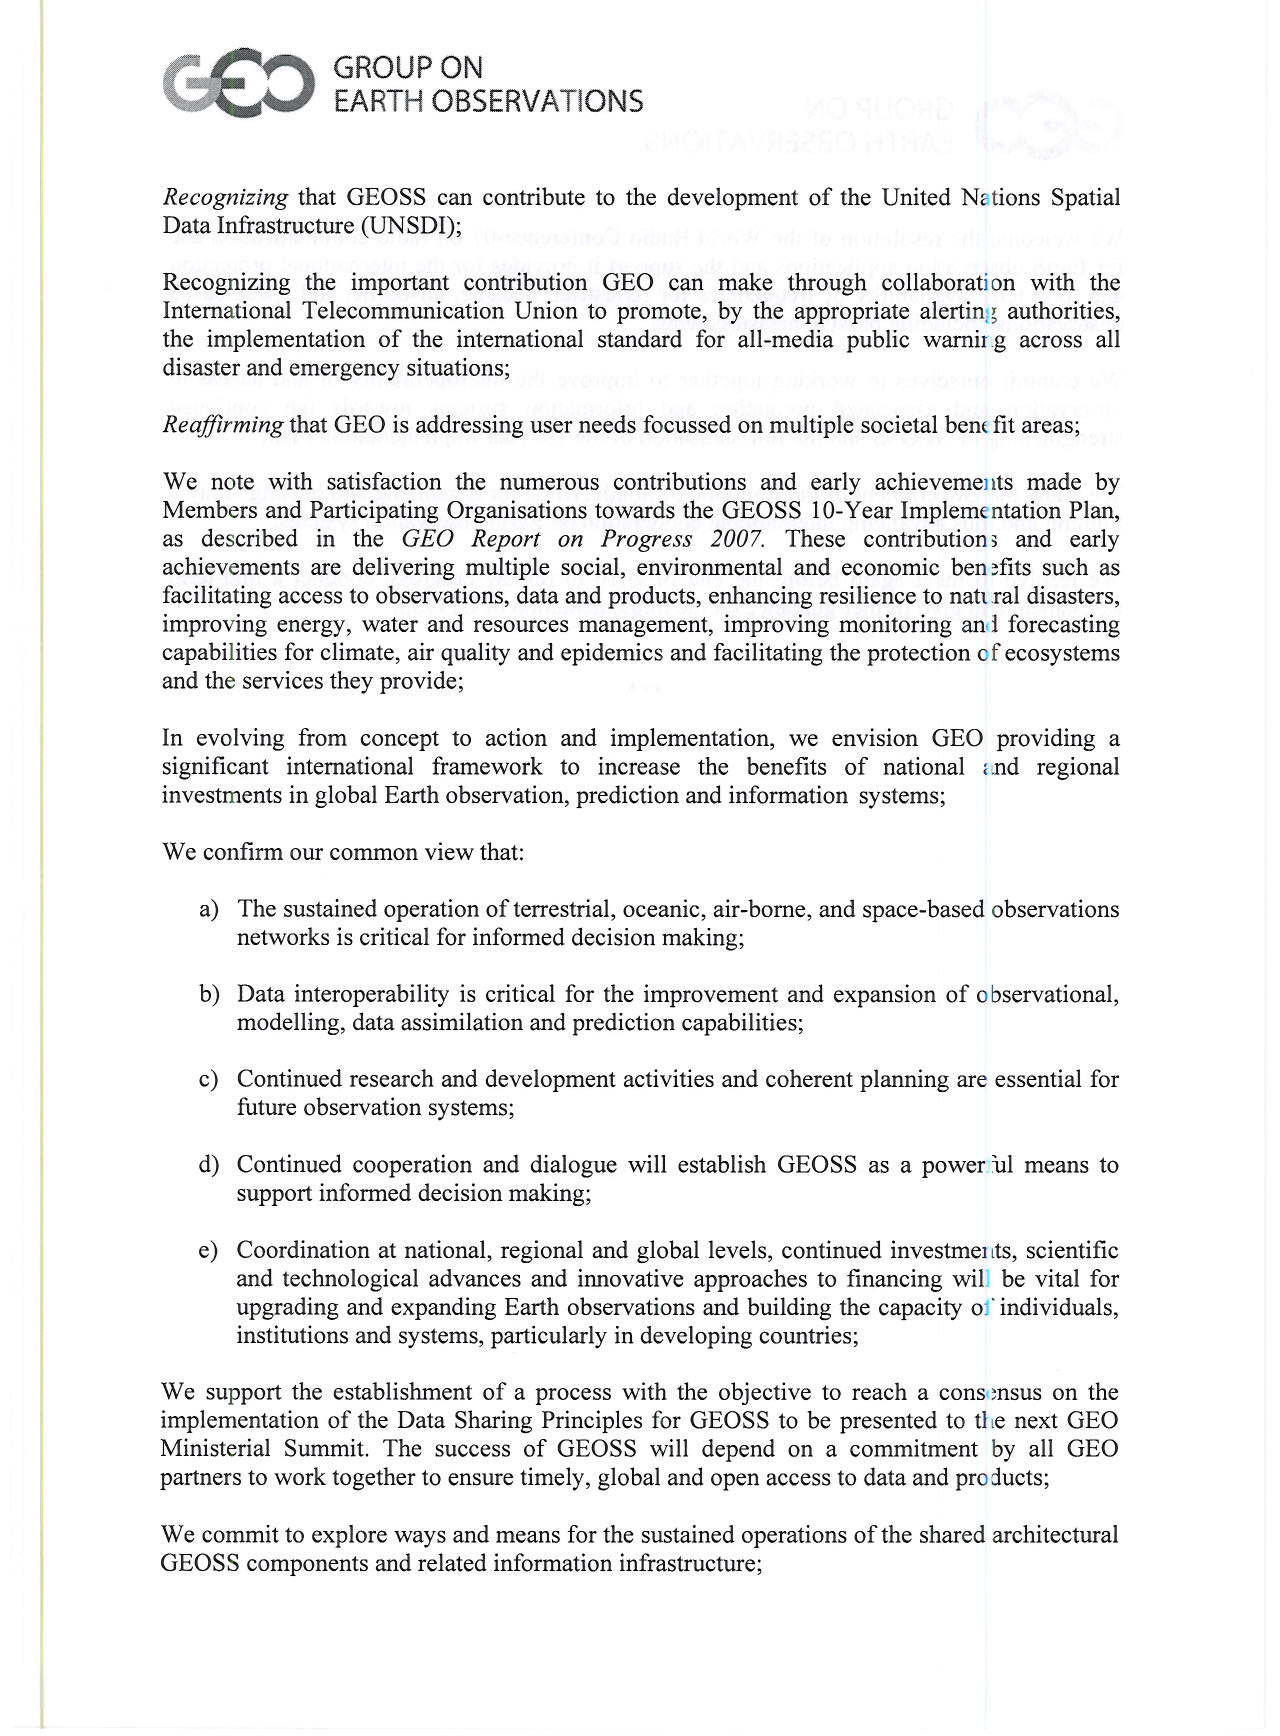 GEO GROUP ON
EARTH OBSERVATIONS
Recognizing that GEOSS can contribute to the development of the United Nations Spatial
Data Infrastructure (UNSDI);
Recognizing the important contribution GEO can make through collaboration with the
International Telecommunication Union to promote, by the appropriate alerting authorities,
the implementation of the international standard for all-media public warning across all
disaster and emergency situations;
Reaffirming that GEO is addressing user needs focussed on multiple societal benefit areas;
We note with satisfaction the numerous contributions and early achievements made by
Members and Participating Organisations towards the GEOSS 10-Year Implementation Plan,
as described in the GEO Report on Progress 2007. These contributions and early
achievements are delivering multiple social, environmental and economic benefits such as
facilitating access to observations, data and products, enhancing resilience to natural disasters,
improving energy, water and resources management, improving monitoring and forecasting
capabilities for climate, air quality and epidemics and facilitating the protection of ecosystems
and the services they provide;
In evolving from concept to action and implementation, we envision GEO providing a
significant international framework to increase the benefits of national and regional
investments in global Earth observation, prediction and information systems;
We confirm our common view that:
a) The sustained operation of terrestrial, oceanic, air-borne, and space-based observations
networks is critical for informed decision making;
b) Data interoperability is critical for the improvement and expansion of observational,
modelling, data assimilation and prediction capabilities;
c) Continued research and development activities and coherent planning are essential for
future observation systems;
d) Continued cooperation and dialogue will establish GEOSS as a powerful means to
support informed decision making;
e) Coordination at national, regional and global levels, continued investments, scientific
and technological advances and innovative approaches to financing will be vital for
upgrading and expanding Earth observations and building the capacity of individuals,
institutions and systems, particularly in developing countries;
We support the establishment of a process with the objective to reach a consensus on the
implementation of the Data Sharing Principles for GEOSS to be presented to the next GEO
Ministerial Summit. The success of GEOSS will depend on a commitment by all GEO
partners to work together to ensure timely, global and open access to data and products;
We commit to explore ways and means for the sustained operations of the shared architectural
GEOSS components and related information infrastructure;